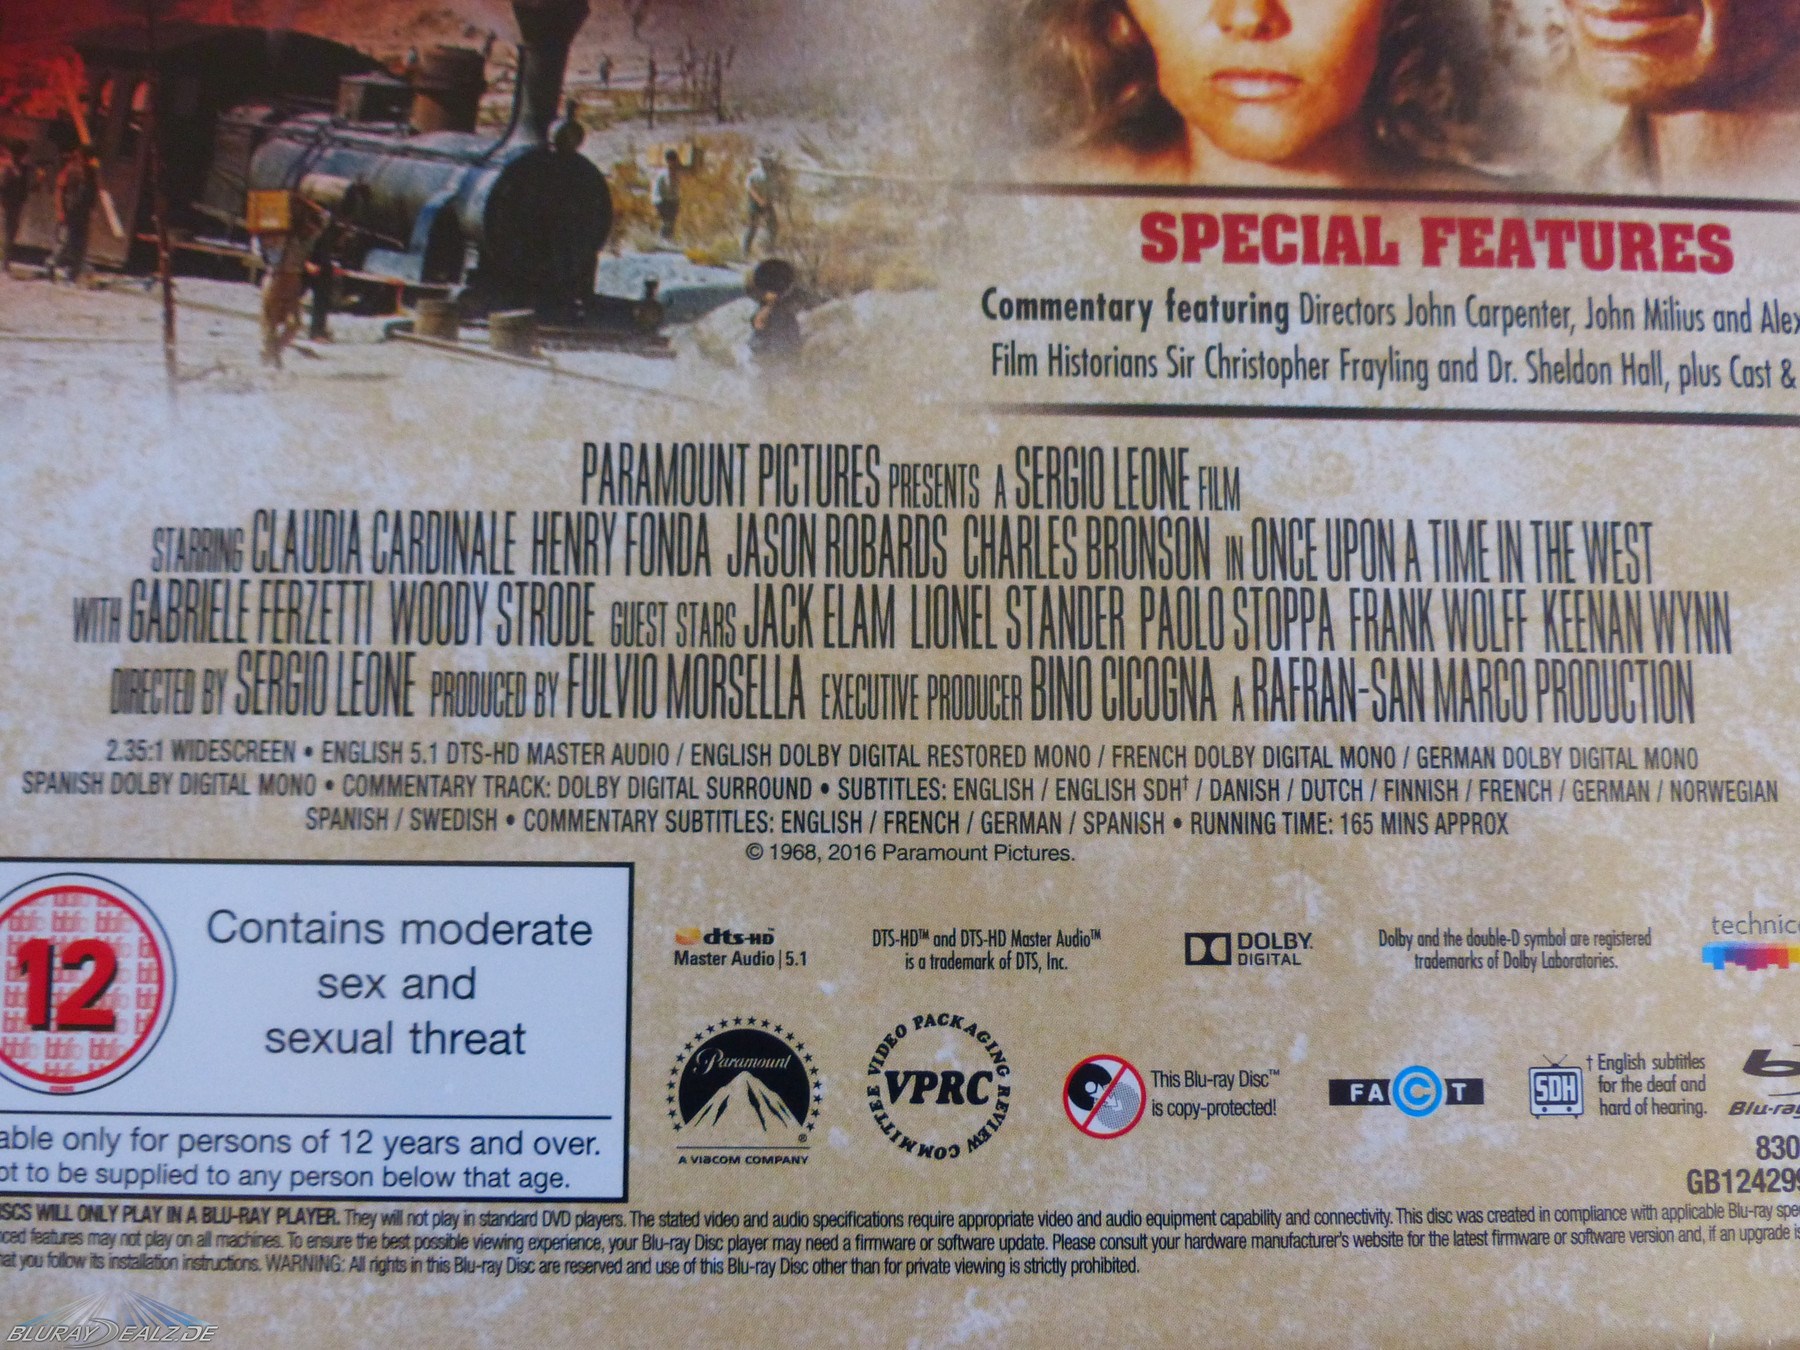 SPECIAL FEATURES
Commentary featuring Directors John Carpenter, John Milius and Alex
Film Historians Sir Christopher Frayling and Dr. Sheldon Hall, plus Cast &
PARAMOUNT PICTURES PRESENTS A SERGIO LEONE FILM
STARRING CLAUDIA CARDINALE HENRY FONDA JASON ROBARDS CHARLES BRONSON IN ONCE UPON A TIME IN THE WEST
WITH GABRIELE FERZETTI WOODY STRODE GUEST STARS JACK ELAM LIONEL STANDER PAOLO STOPPA FRANK WOLFF KEENAN WYNN
DIRECTED BY SERGIO LEONE PRODUCED BY FULVIO MORSELLA EXECUTIVE PRODUCER BINO CICOGNA A RAFRAN-SAN MARCO PRODUCTION
2.35:1 WIDESCREEN • ENGLISH 5.1 DTS-HD MASTER AUDIO / ENGLISH DOLBY DIGITAL RESTORED MONO / FRENCH DOLBY DIGITAL MONO / GERMAN DOLBY DIGITAL MONO
SPANISH DOLBY DIGITAL MONO • COMMENTARY TRACK: DOLBY DIGITAL SURROUND • SUBTITLES: ENGLISH / ENGLISH SDH† / DANISH / DUTCH / FINNISH / FRENCH / GERMAN / NORWEGIAN
SPANISH / SWEDISH • COMMENTARY SUBTITLES: ENGLISH / FRENCH / GERMAN / SPANISH • RUNNING TIME: 165 MINS APPROX
© 1968, 2016 Paramount Pictures.
12
Contains moderate
sex and
sexual threat
able only for persons of 12 years and over.
ot to be supplied to any person below that age.
dts-HD
Master Audio | 5.1
DTS-HD™ and DTS-HD Master Audio™
is a trademark of DTS, Inc.
DOLBY.
DIGITAL
Dolby and the double-D symbol are registered
trademarks of Dolby Laboratories.
technico
Paramount
®
A VIACOM COMPANY
VIDEO PACKAGING REVIEW COMMITTEE
VPRC
This Blu-ray Disc™
is copy-protected!
FACT
SDH
† English subtitles
for the deaf and
hard of hearing.
Blu-ray
830
GB124299
ISCS WILL ONLY PLAY IN A BLU-RAY PLAYER. They will not play in standard DVD players. The stated video and audio specifications require appropriate video and audio equipment capability and connectivity. This disc was created in compliance with applicable Blu-ray spe
nced features may not play on all machines. To ensure the best possible viewing experience, your Blu-ray Disc player may need a firmware or software update. Please consult your hardware manufacturer's website for the latest firmware or software version and, if an upgrade is
hat you follow its installation instructions. WARNING: All rights in this Blu-ray Disc are reserved and use of this Blu-ray Disc other than for private viewing is strictly prohibited.
BLURAYDEALZ.DE